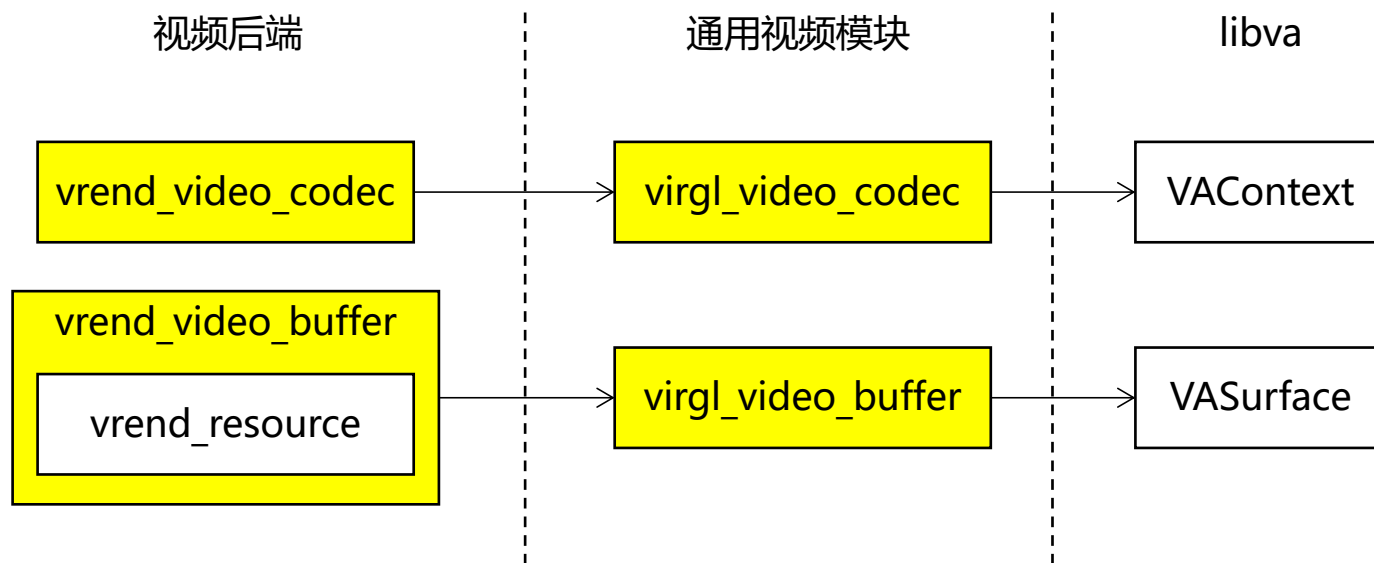 视频后端
通用视频模块
libva
vrend_video_codec
virgl_video_codec
VAContext
vrend_video_buffer
vrend_resource
virgl_video_buffer
VASurface